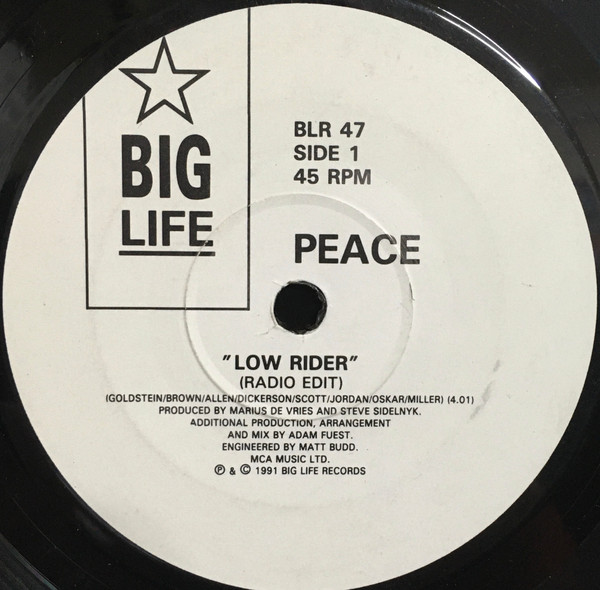 BIG
LIFE
BLR 47
SIDE 1
45 RPM
PEACE
"LOW RIDER"
(RADIO EDIT)
(GOLDSTEIN/BROWN/ALLEN/DICKERSON/SCOTT/JORDAN/OSKAR/MILLER) (4.01)
PRODUCED BY MARIUS DE VRIES AND STEVE SIDELNYK.
ADDITIONAL PRODUCTION, ARRANGEMENT
AND MIX BY ADAM FUEST.
ENGINEERED BY MATT BUDD.
MCA MUSIC LTD.
℗ & © 1991 BIG LIFE RECORDS